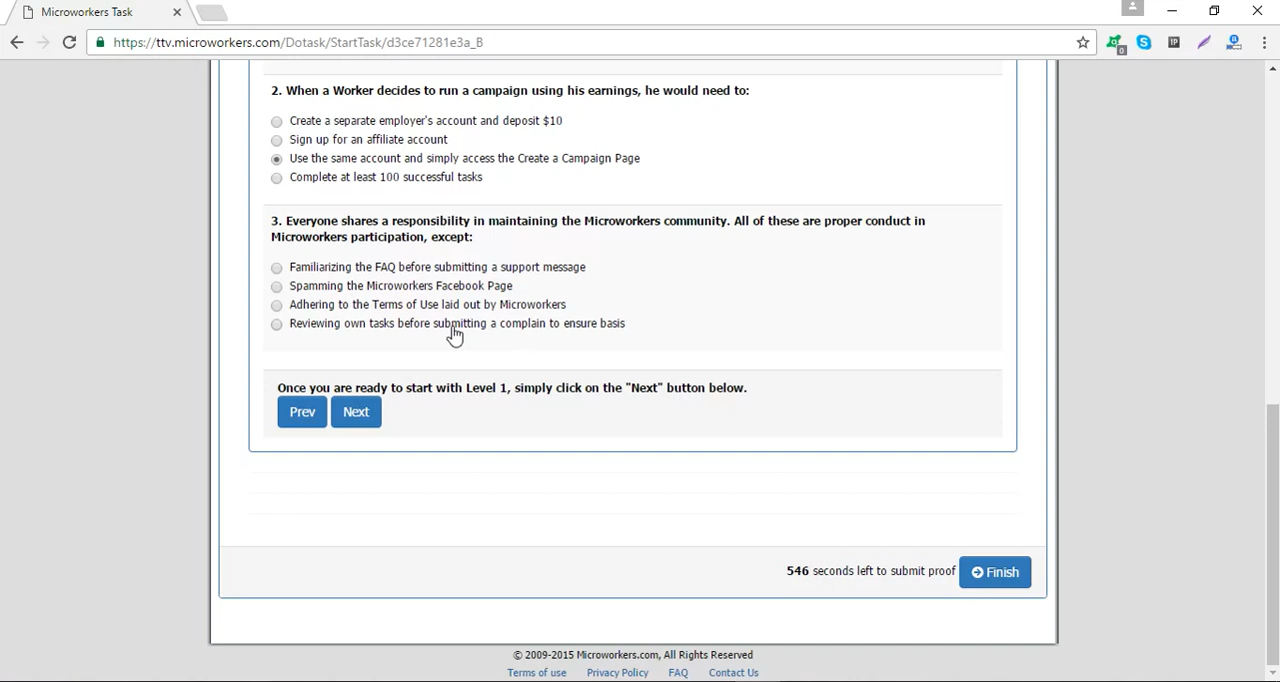 Microworkers Task
https://ttv.microworkers.com/Dotask/StartTask/d3ce71281e3a_B
0
IP
2. When a Worker decides to run a campaign using his earnings, he would need to:
Create a separate employer's account and deposit $10
Sign up for an affiliate account
Use the same account and simply access the Create a Campaign Page
Complete at least 100 successful tasks
3. Everyone shares a responsibility in maintaining the Microworkers community. All of these are proper conduct in
Microworkers participation, except:
Familiarizing the FAQ before submitting a support message
Spamming the Microworkers Facebook Page
Adhering to the Terms of Use laid out by Microworkers
Reviewing own tasks before submitting a complain to ensure basis
Once you are ready to start with Level 1, simply click on the "Next" button below.
Prev Next
546 seconds left to submit proof Finish
© 2009-2015 Microworkers.com, All Rights Reserved
Terms of use Privacy Policy FAQ Contact Us